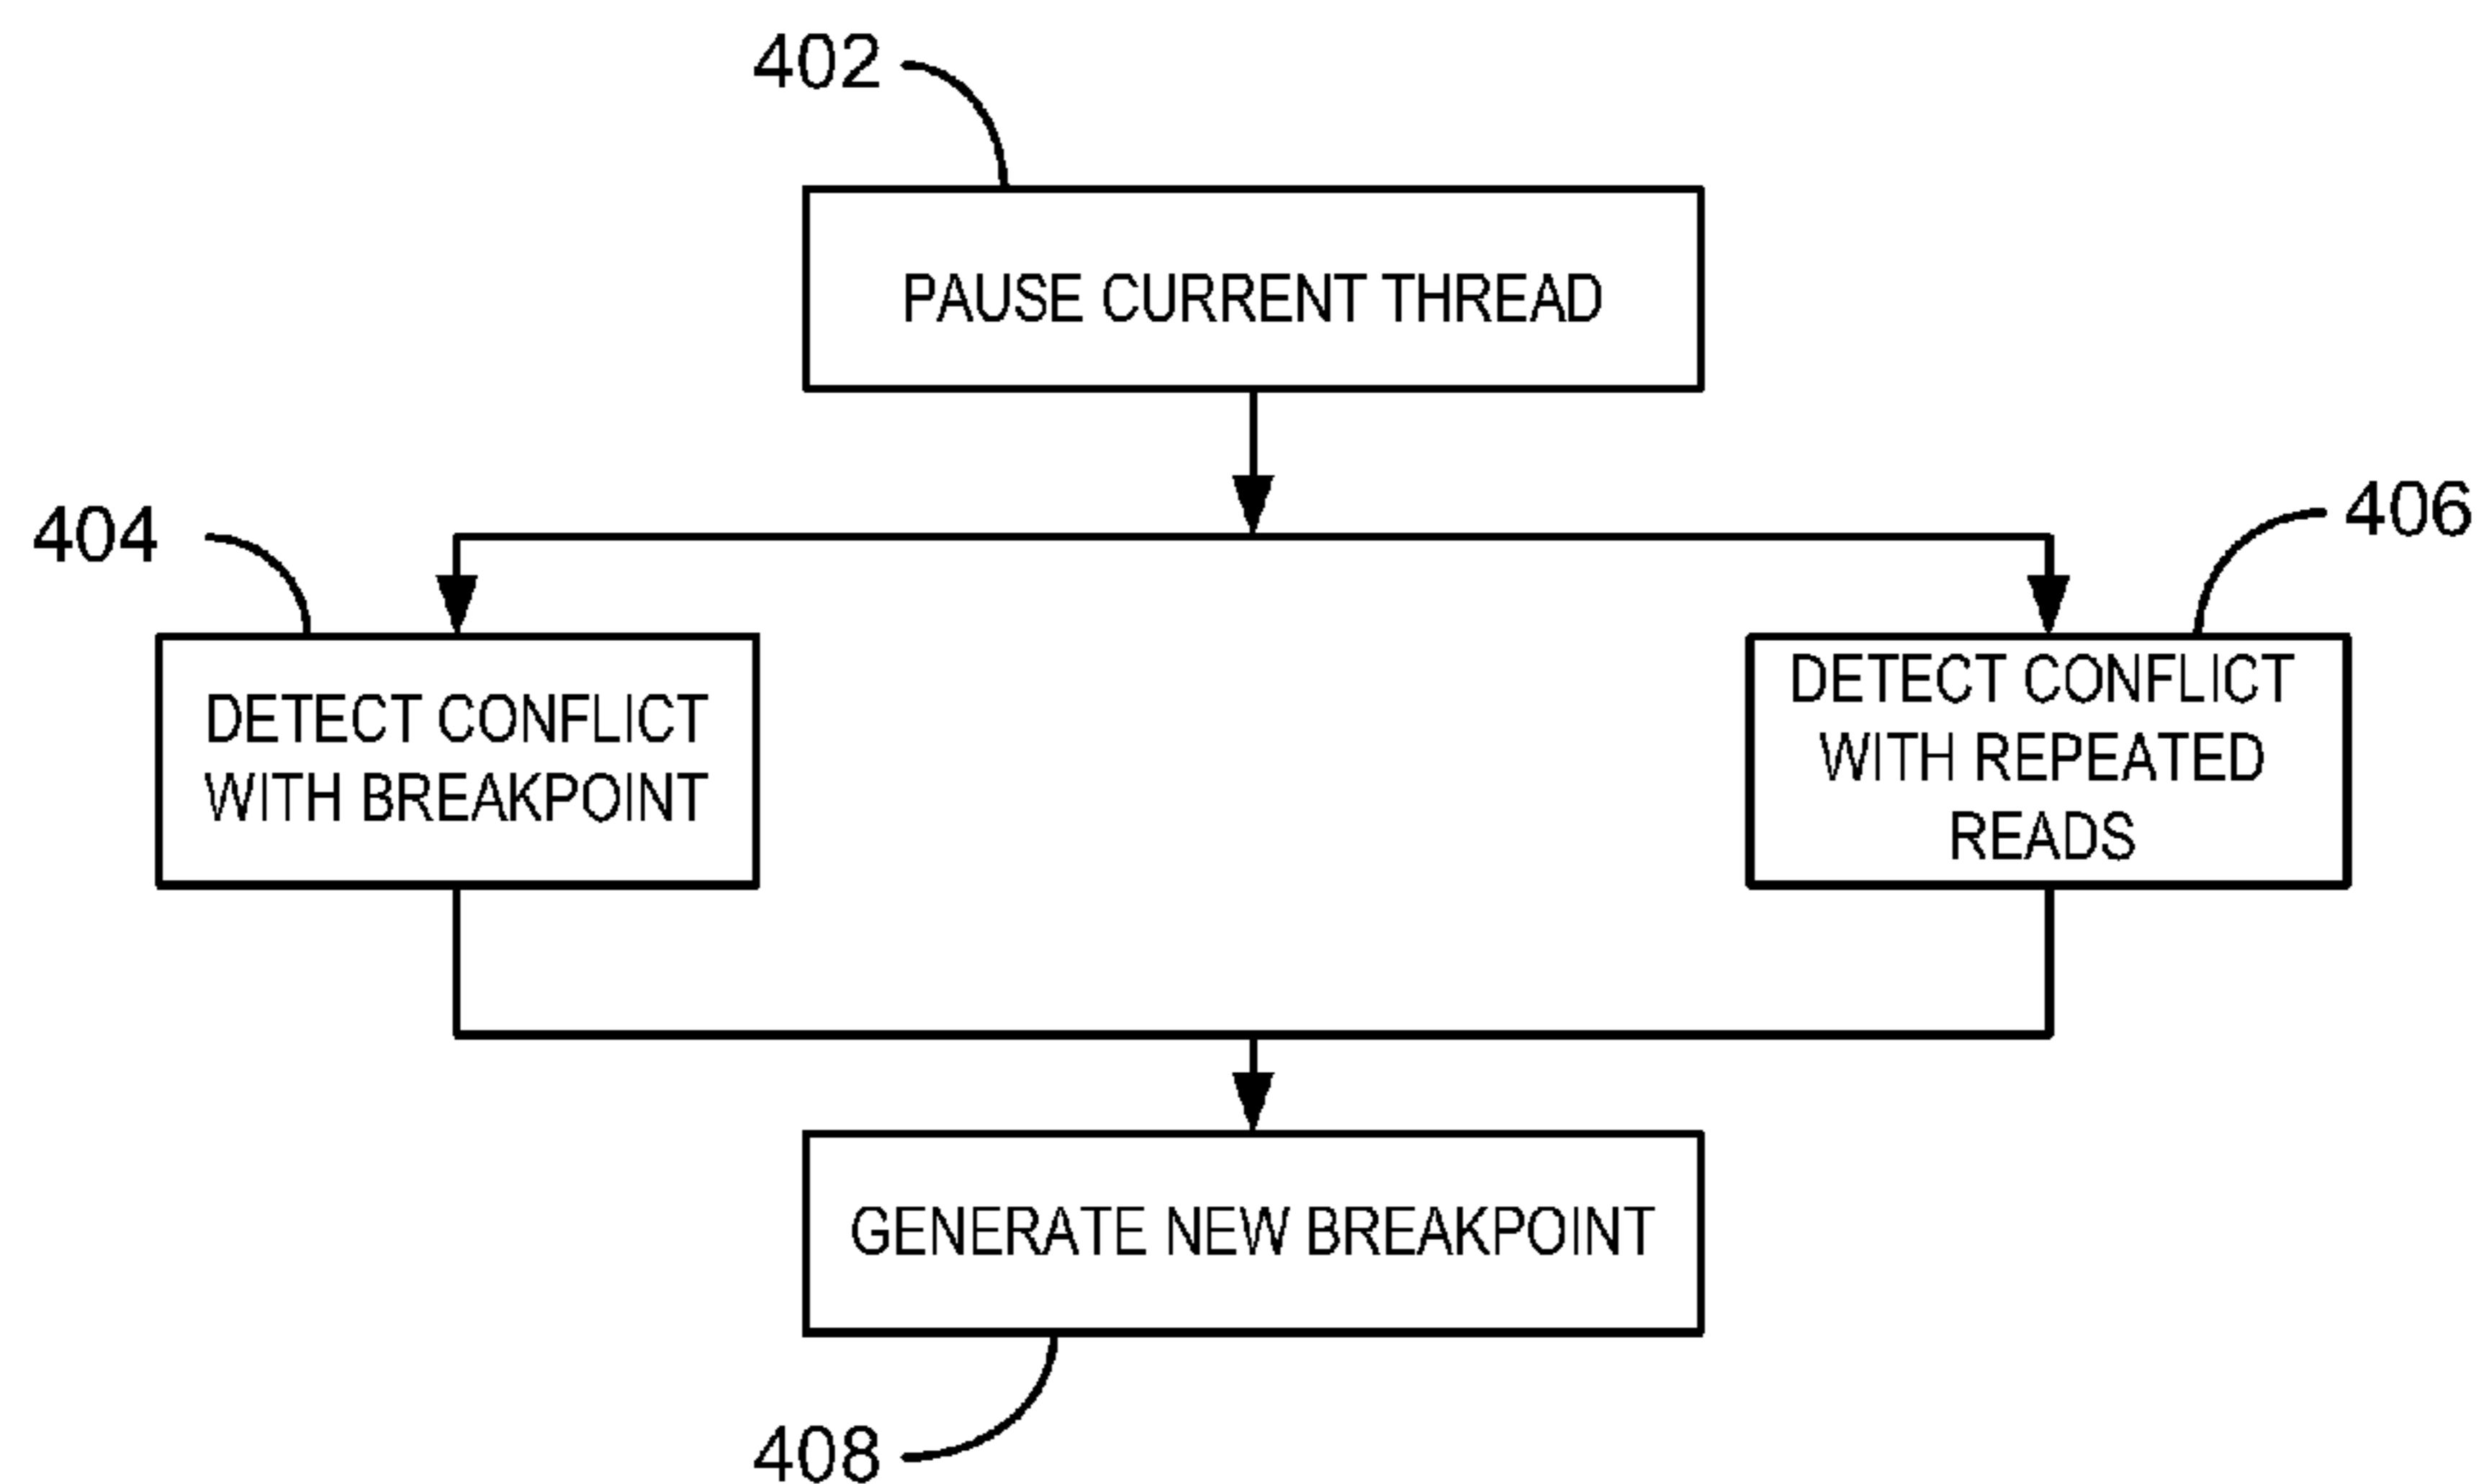 402
PAUSE CURRENT THREAD
404
406
DETECT CONFLICT
WITH BREAKPOINT
DETECT CONFLICT
WITH REPEATED
READS
GENERATE NEW BREAKPOINT
408